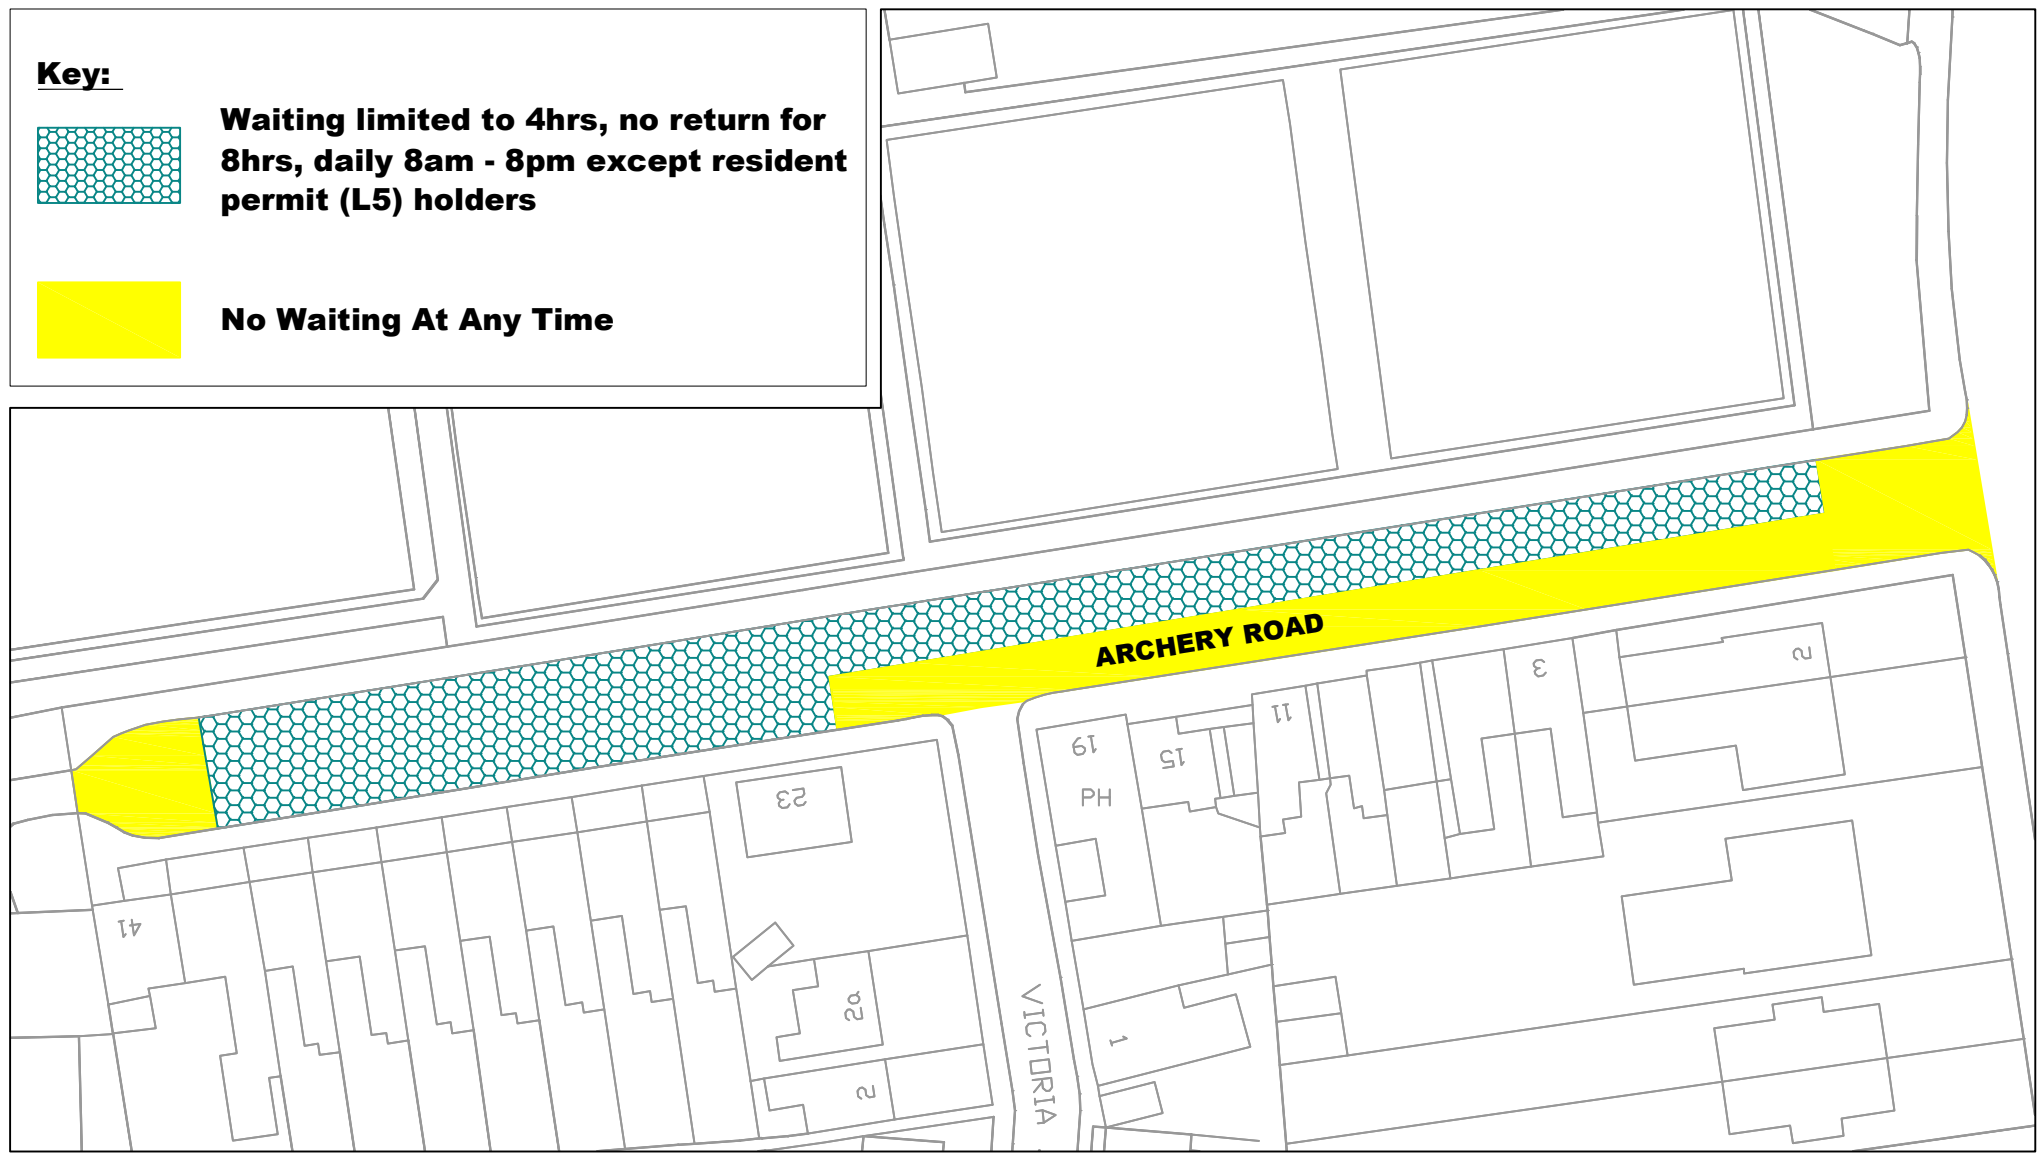 Key:
Waiting limited to 4hrs, no return for
8hrs, daily 8am - 8pm except resident
permit (L5) holders
No Waiting At Any Time
ARCHERY ROAD
3
2
11
19
15
PH
23
41
2a
2
1
VICTORIA